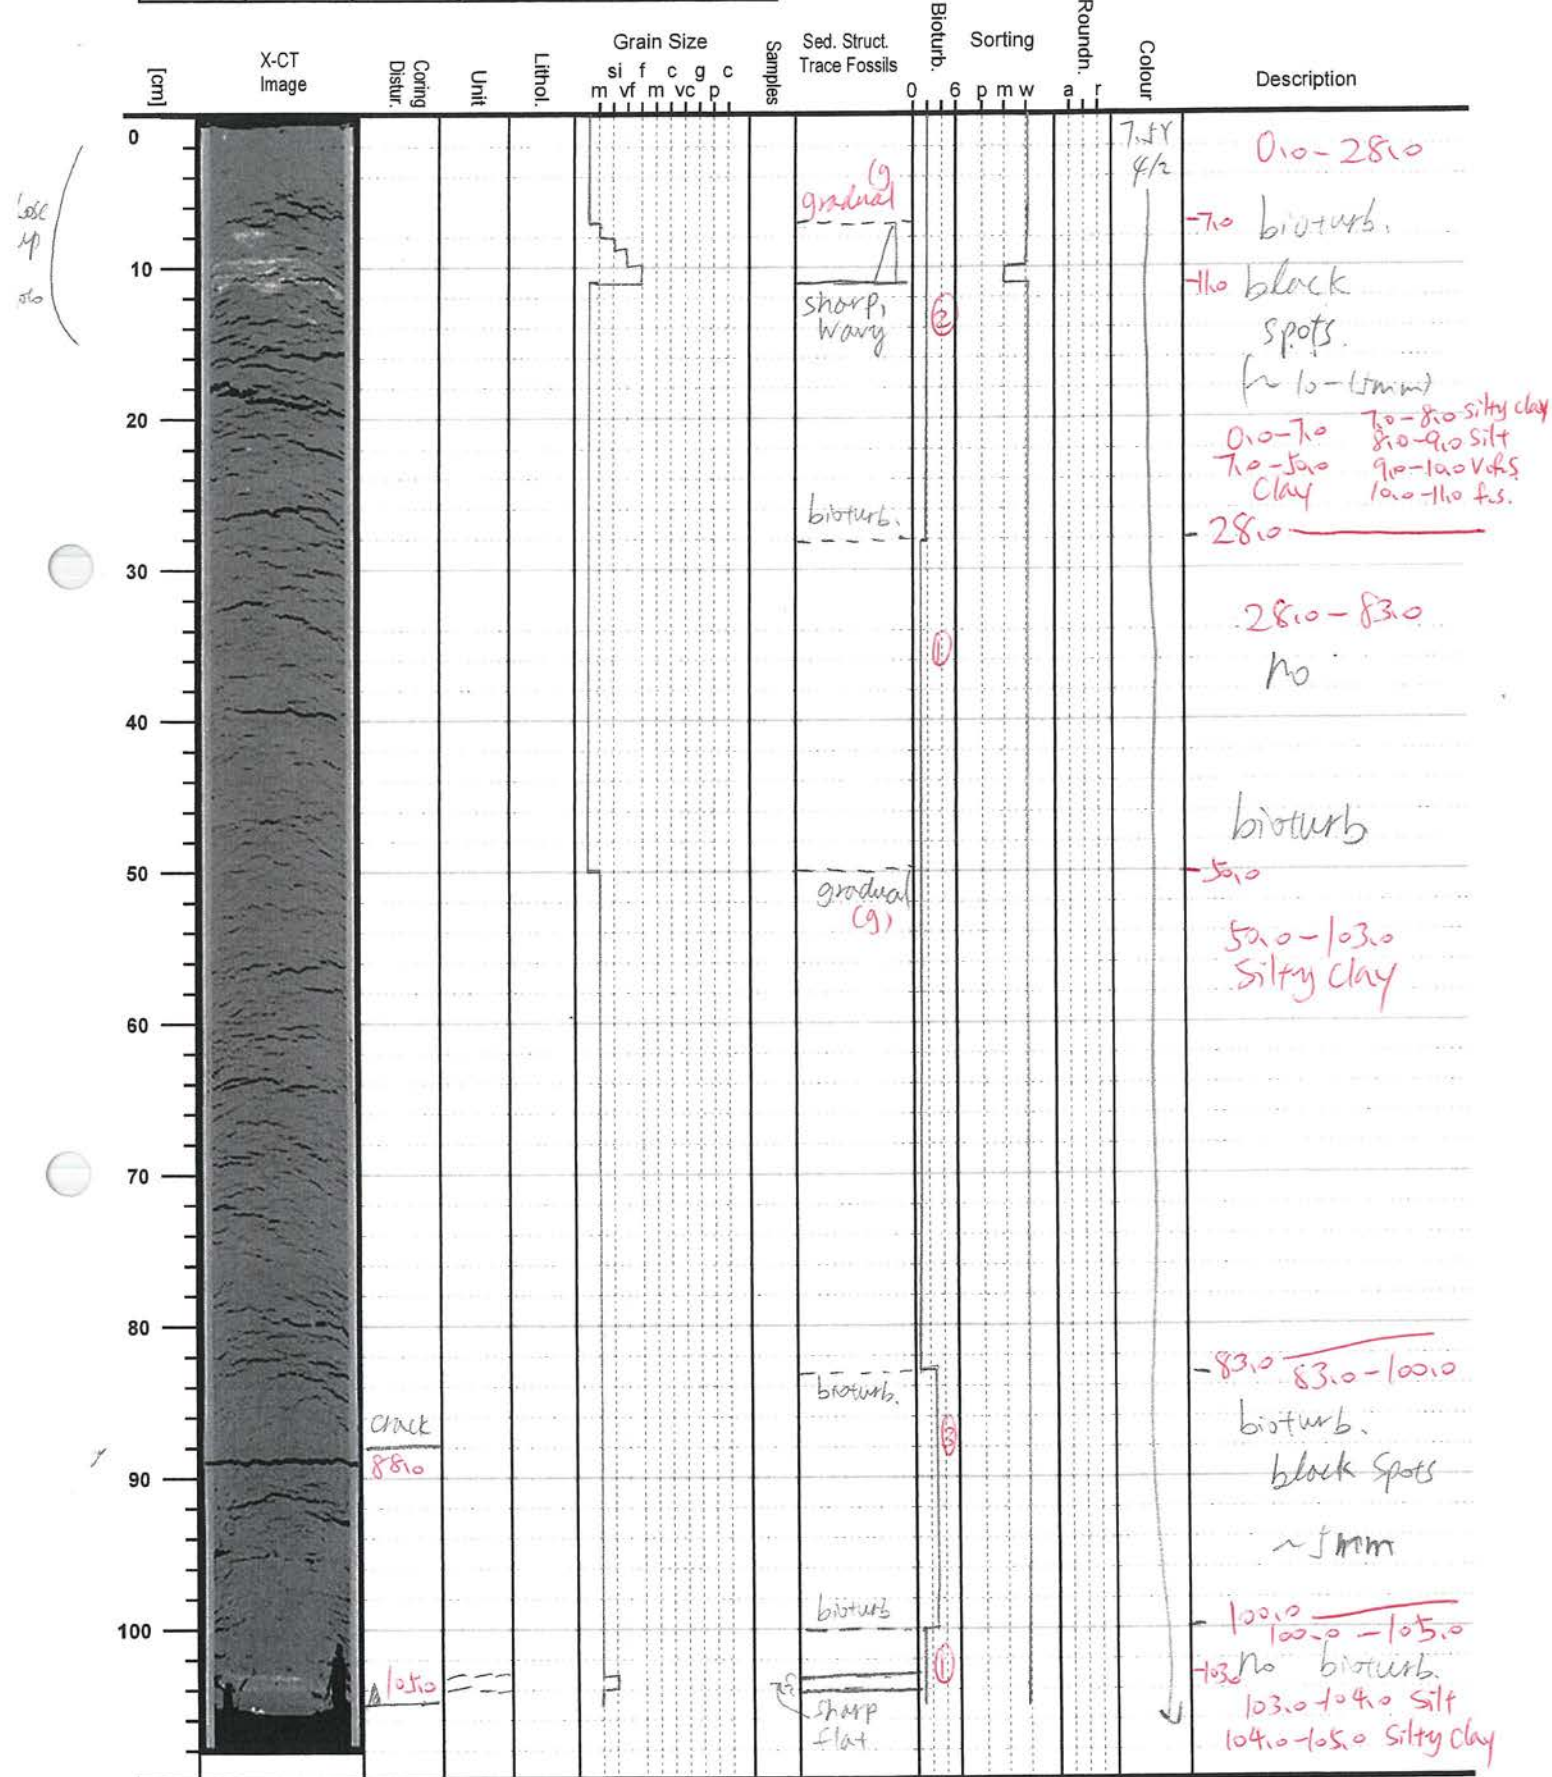 [cm]
X-CT
Image
Coring
Distur.
Unit
Lithol.
Grain Size
si f c g c
m vf m vc p
Samples
Sed. Struct.
Trace Fossils
Bioturb.
0 6
Sorting
p m w
Roundn.
a r
Colour
Description
0
10
20
30
40
50
60
70
80
90
100
up
crack
88.0
105.0
(g
gradual
sharp,
wavy
bioturb.
gradual
(g)
bioturb.
bioturb
sharp
flat
2
1
3
1
7.5Y
4/2
0.0-28.0
-7.0 bioturb.
-11.0 black
spots.
(~10-15mm)
0.0-7.0
7.0-50.0
Clay
7.0-8.0 silty clay
8.0-9.0 silt
9.0-10.0 v.f.s
10.0-11.0 f.s.
28.0
28.0-83.0
no
bioturb
50.0
50.0-103.0
Silty Clay
83.0
83.0-100.0
bioturb.
black spots
~5mm
100.0
100.0-105.0
103.0 no bioturb.
103.0-104.0 Silt
104.0-105.0 Silty Clay